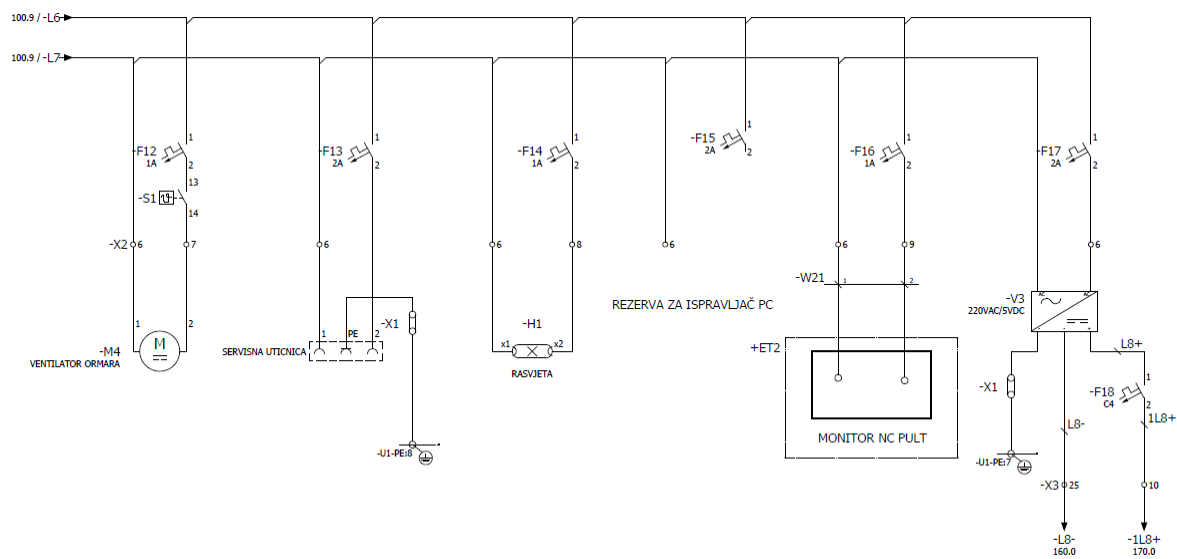 100.9 / -L6
100.9 / -L7
-F12
1A
1
2
-F13
2A
1
2
-F14
1A
1
2
-F15
2A
1
2
-F16
1A
1
2
-F17
2A
1
2
-S1
13
14
-X2
6
7
6
6
8
6
6
9
6
-W21
1
2
REZERVA ZA ISPRAVLJAČ PC
-V3
220VAC/5VDC
AC
AC
-
-
+
1
2
M
-M4
VENTILATOR ORMARA
1
PE
2
SERVISNA UTICNICA
-X1
-U1-PE:8
-H1
x1
x2
RASVJETA
+ET2
MONITOR NC PULT
-X1
-U1-PE:7
L8+
-F18
C4
1
2
L8-
1L8+
-X3
25
10
-L8-
160.0
-1L8+
170.0